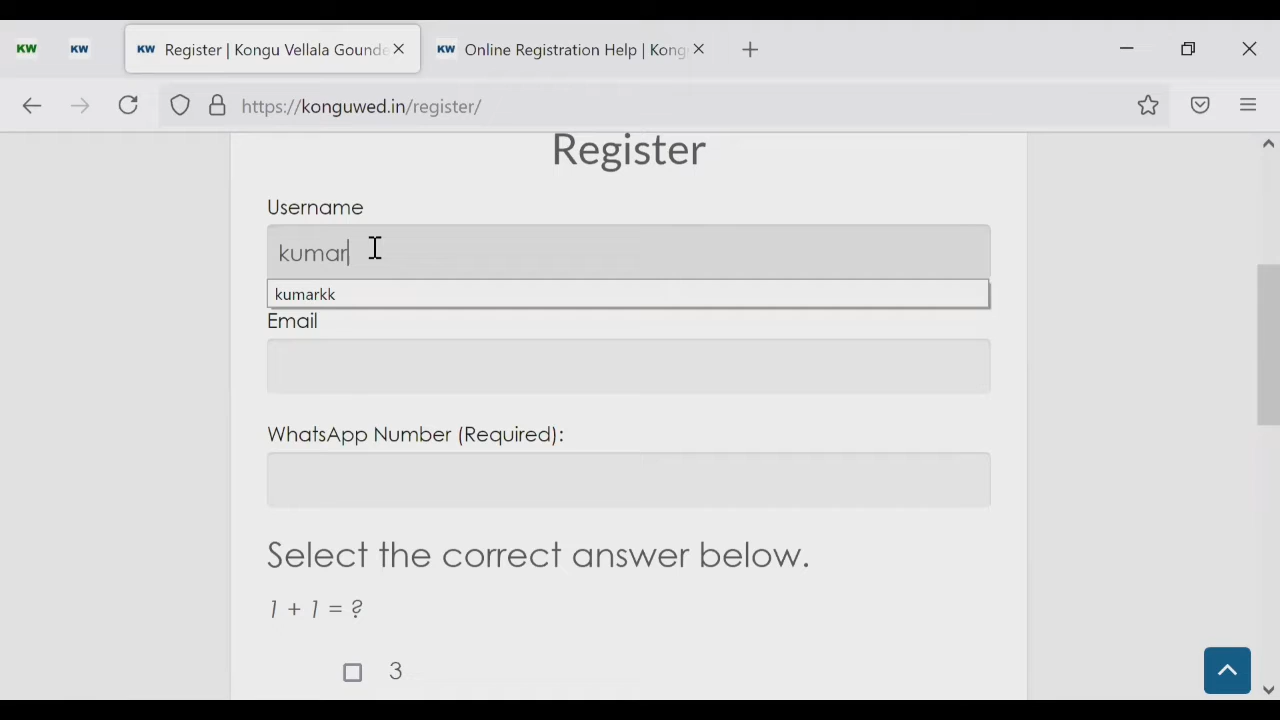 KW
KW
KW Register | Kongu Vellala Gounde
KW Online Registration Help | Kong
https://konguwed.in/register/
Register
Username
kumar
kumarkk
Email
WhatsApp Number (Required):
Select the correct answer below.
1 + 1 = ?
3